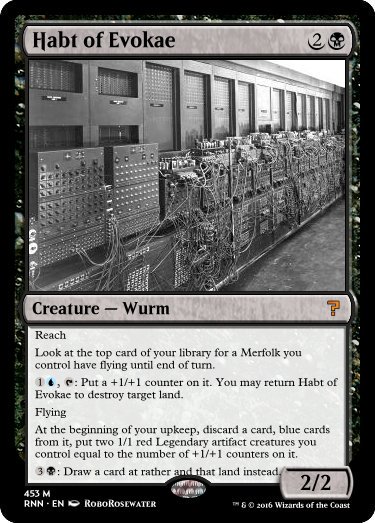 Habt of Evokae 2
Creature — Wurm
Reach
Look at the top card of your library for a Merfolk you
control have flying until end of turn.
1, : Put a +1/+1 counter on it. You may return Habt of
Evokae to destroy target land.
Flying
At the beginning of your upkeep, discard a card, blue cards
from it, put two 1/1 red Legendary artifact creatures you
control equal to the number of +1/+1 counters on it.
3: Draw a card at rather and that land instead.
2/2
453 M
RNN • EN RoboRosewater
™ & © 2016 Wizards of the Coast